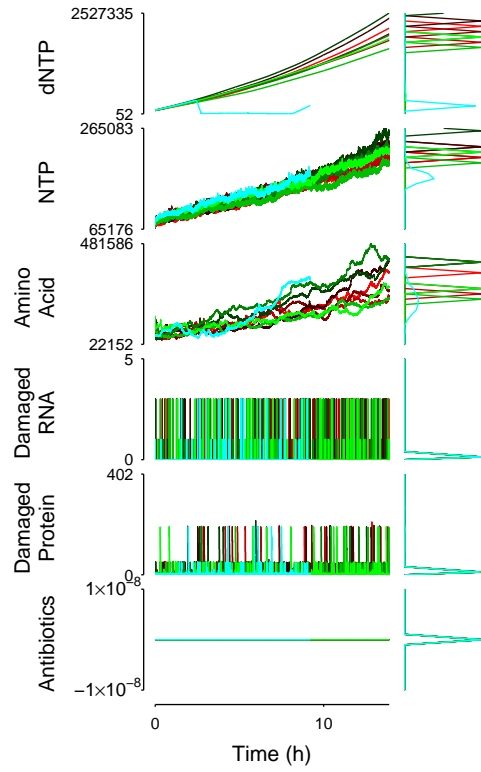 2527335
dNTP
52
265083
NTP
65176
481586
Amino
Acid
22152
5
Damaged
RNA
0
402
Damaged
Protein
0
1×10⁻⁸
Antibiotics
−1×10⁻⁸
0
10
Time (h)